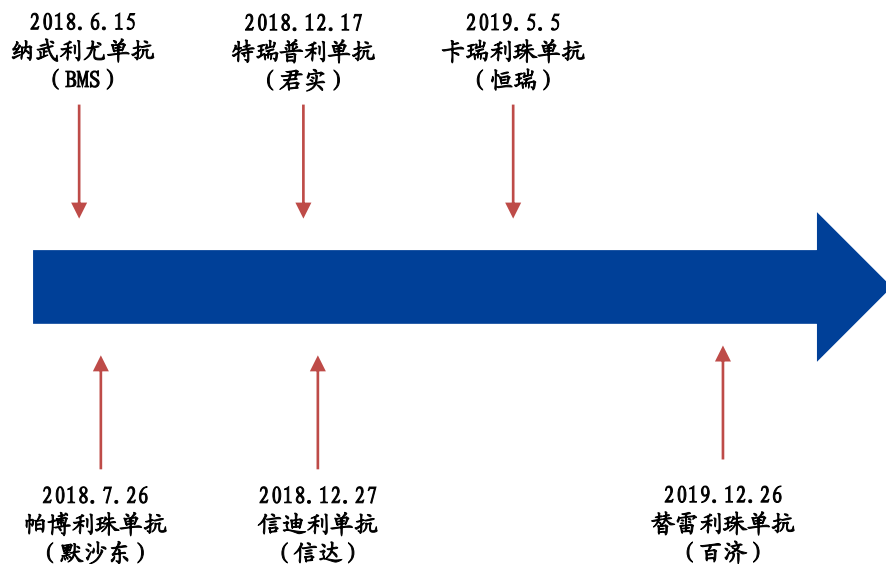 2018.6.15
纳武利尤单抗
（BMS）
2018.12.17
特瑞普利单抗
（君实）
2019.5.5
卡瑞利珠单抗
（恒瑞）
2018.7.26
帕博利珠单抗
（默沙东）
2018.12.27
信迪利单抗
（信达）
2019.12.26
替雷利珠单抗
（百济）